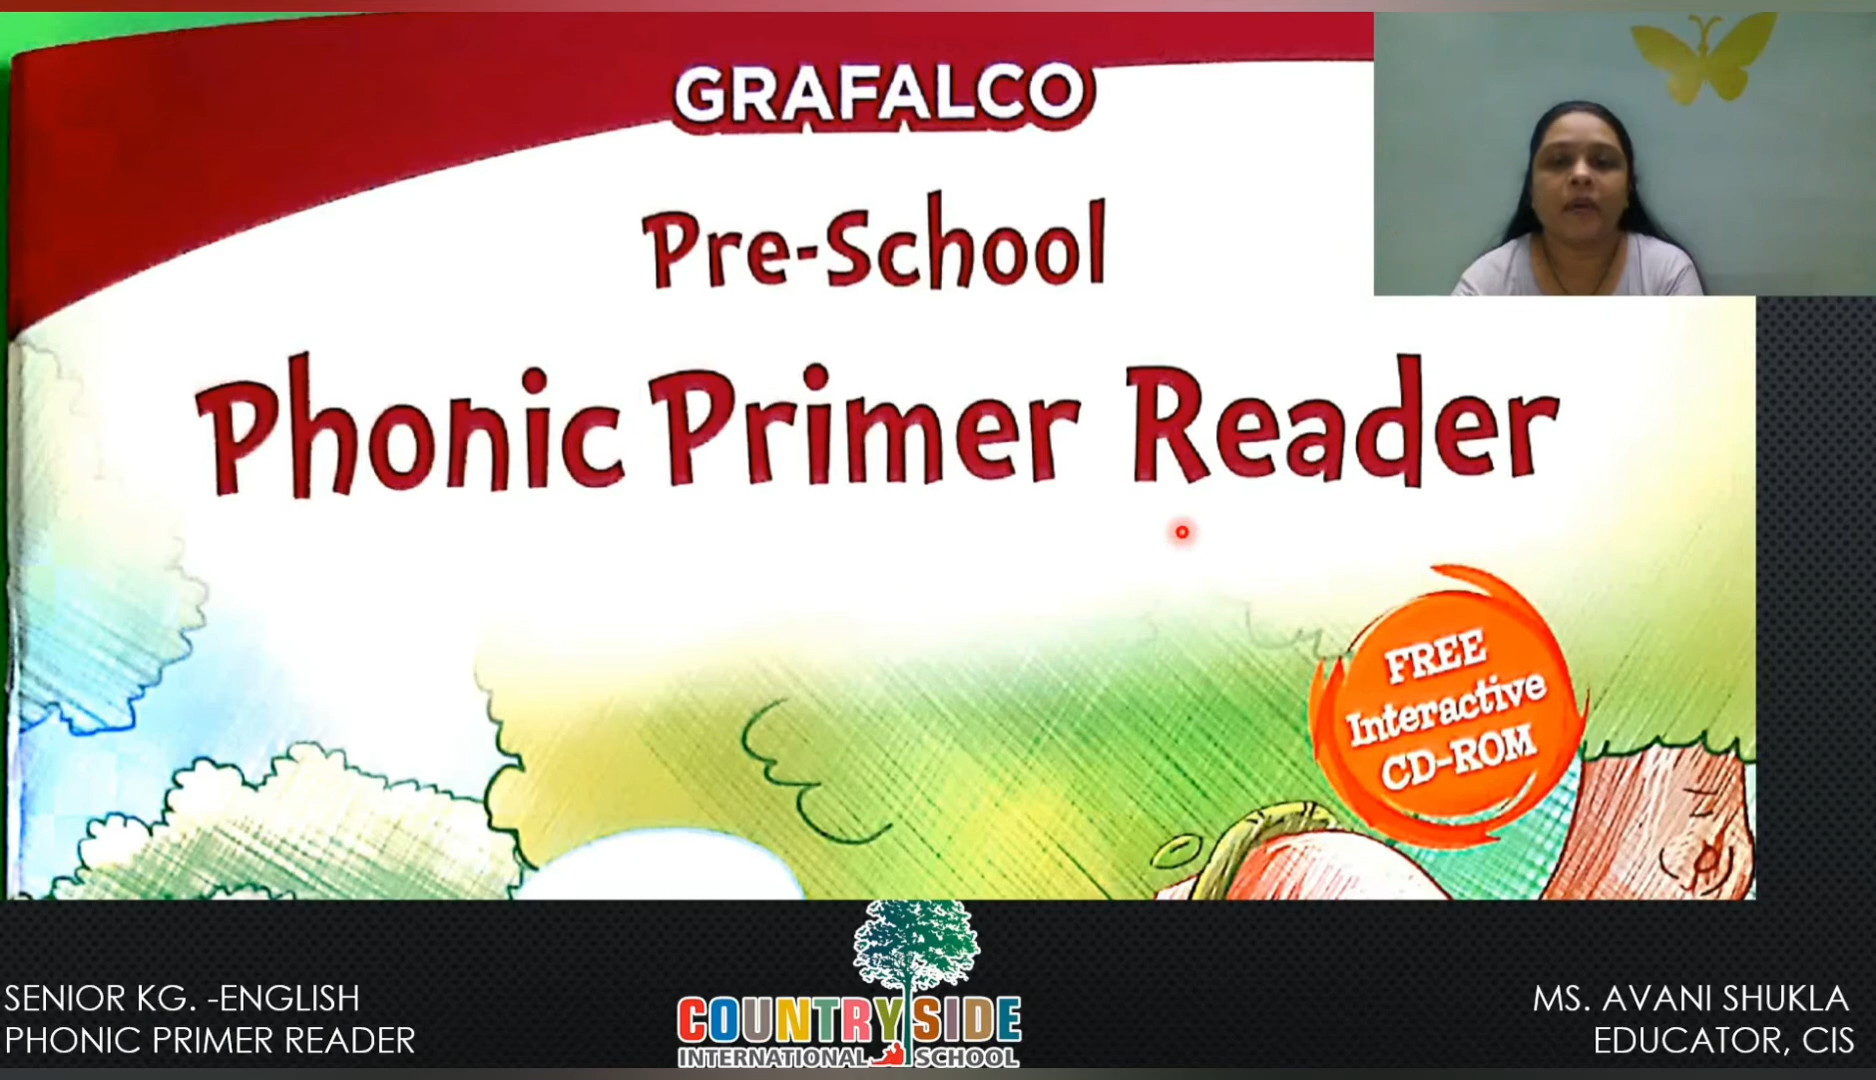 GRAFALCO
Pre-School
Phonic Primer Reader
FREE
Interactive
CD-ROM
SENIOR KG. -ENGLISH
PHONIC PRIMER READER
COUNTRYSIDE
INTERNATIONAL SCHOOL
MS. AVANI SHUKLA
EDUCATOR, CIS